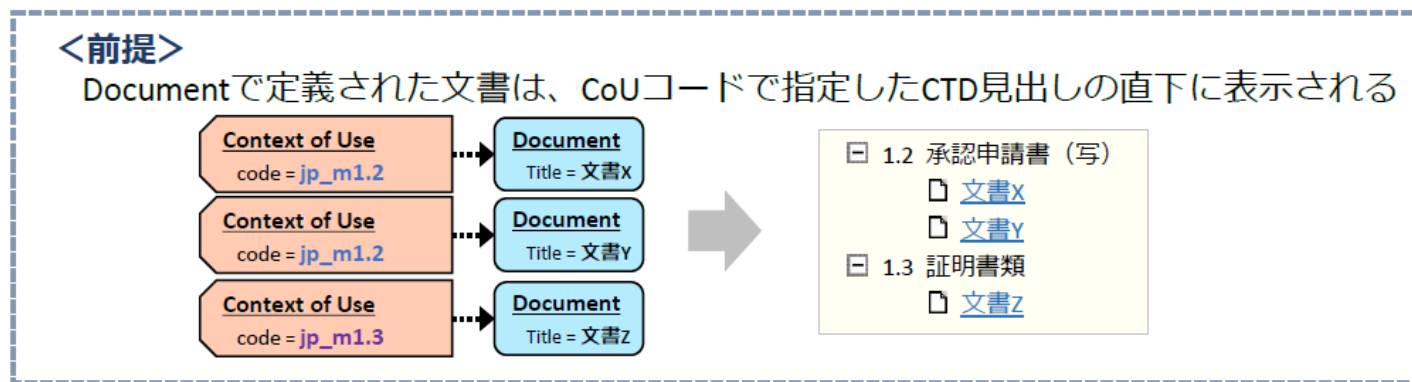 ＜前提＞
Documentで定義された文書は、CoUコードで指定したCTD見出しの直下に表示される
Context of Use
code = jp_m1.2
Document
Title = 文書X
Context of Use
code = jp_m1.2
Document
Title = 文書Y
Context of Use
code = jp_m1.3
Document
Title = 文書Z
1.2 承認申請書（写）
文書X
文書Y
1.3 証明書類
文書Z